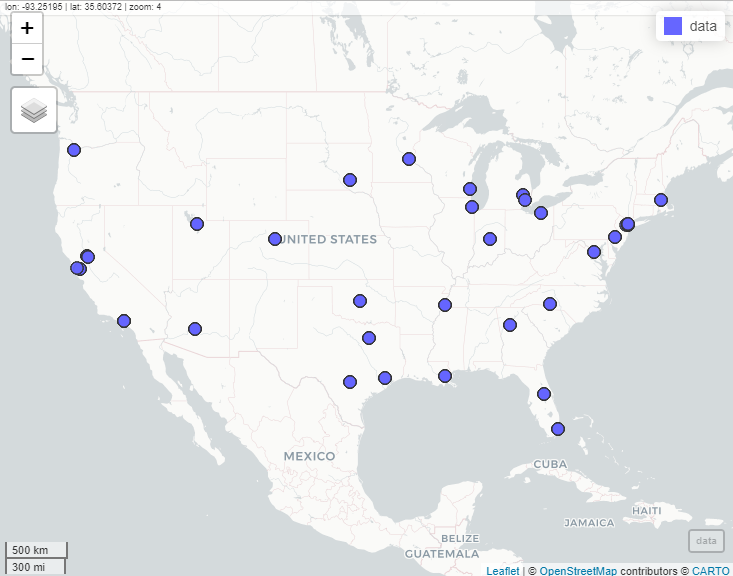 lon: -93.25195 | lat: 35.60372 | zoom: 4
+
−
data
UNITED STATES
MEXICO
CUBA
HAITI
JAMAICA
BELIZE
GUATEMALA
data
500 km
300 mi
Leaflet | © OpenStreetMap contributors © CARTO